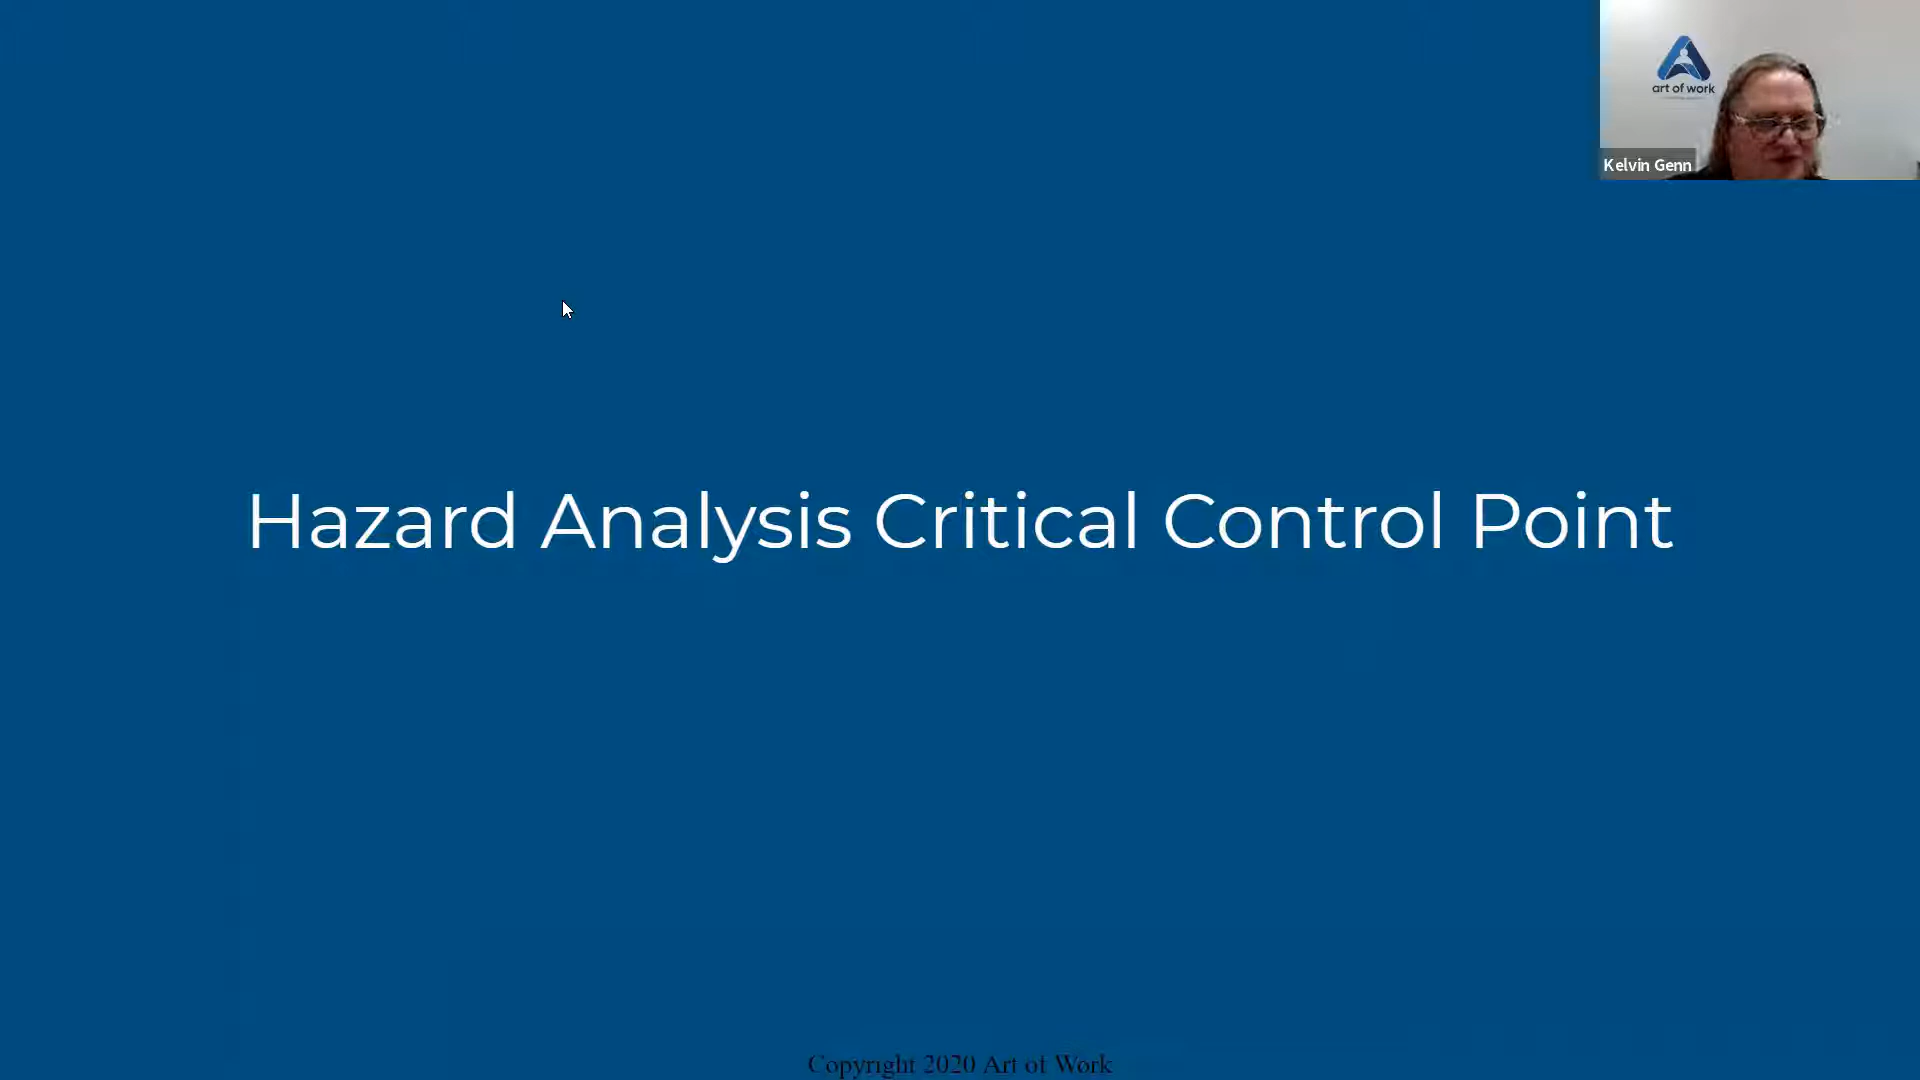 art of work
Kelvin Genn
Hazard Analysis Critical Control Point
Copyright 2020 Art of Work